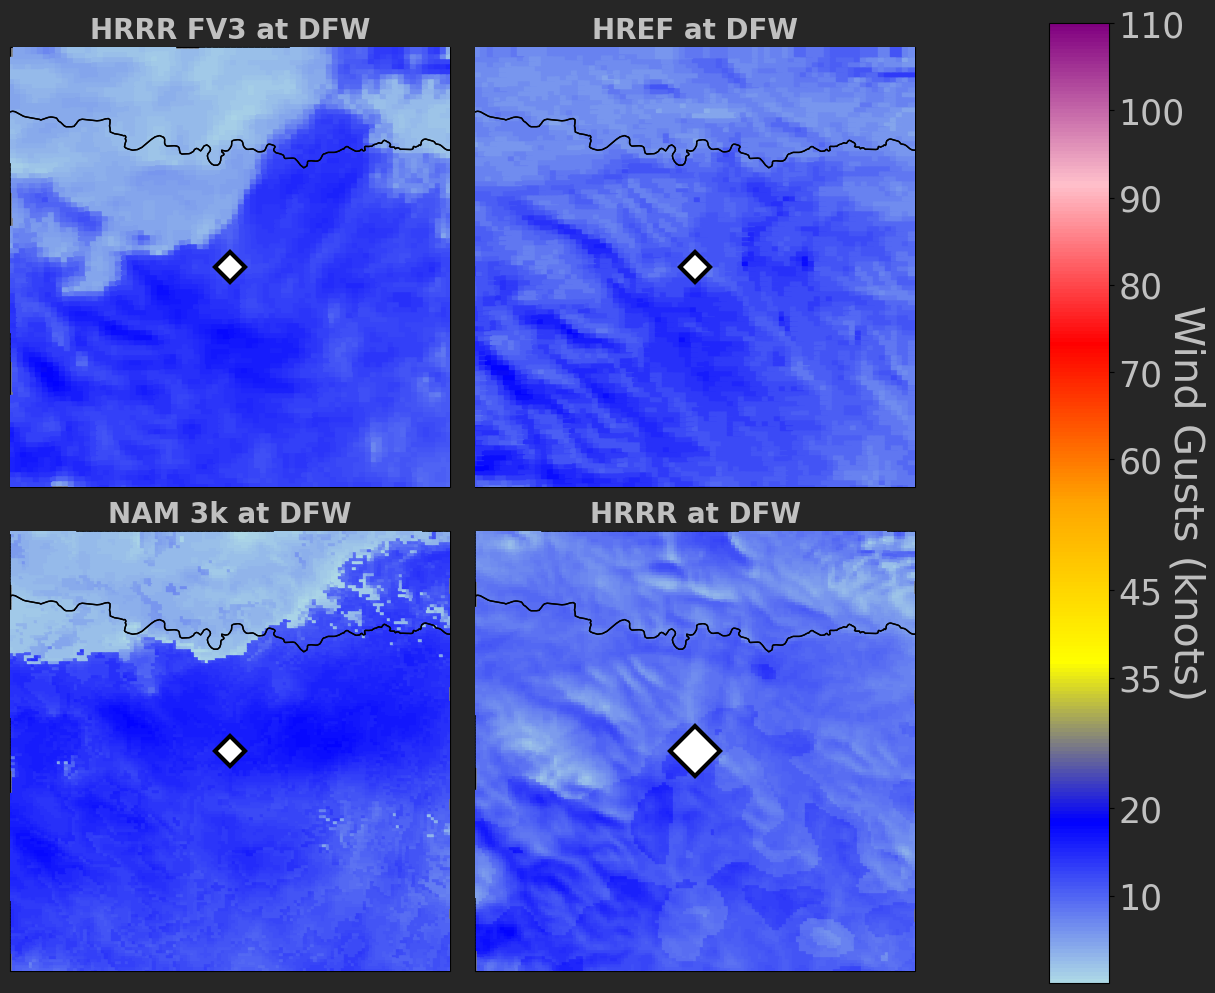 HRRR FV3 at DFW
HREF at DFW
NAM 3k at DFW
HRRR at DFW
110
100
90
80
70
60
45
35
20
10
Wind Gusts (knots)